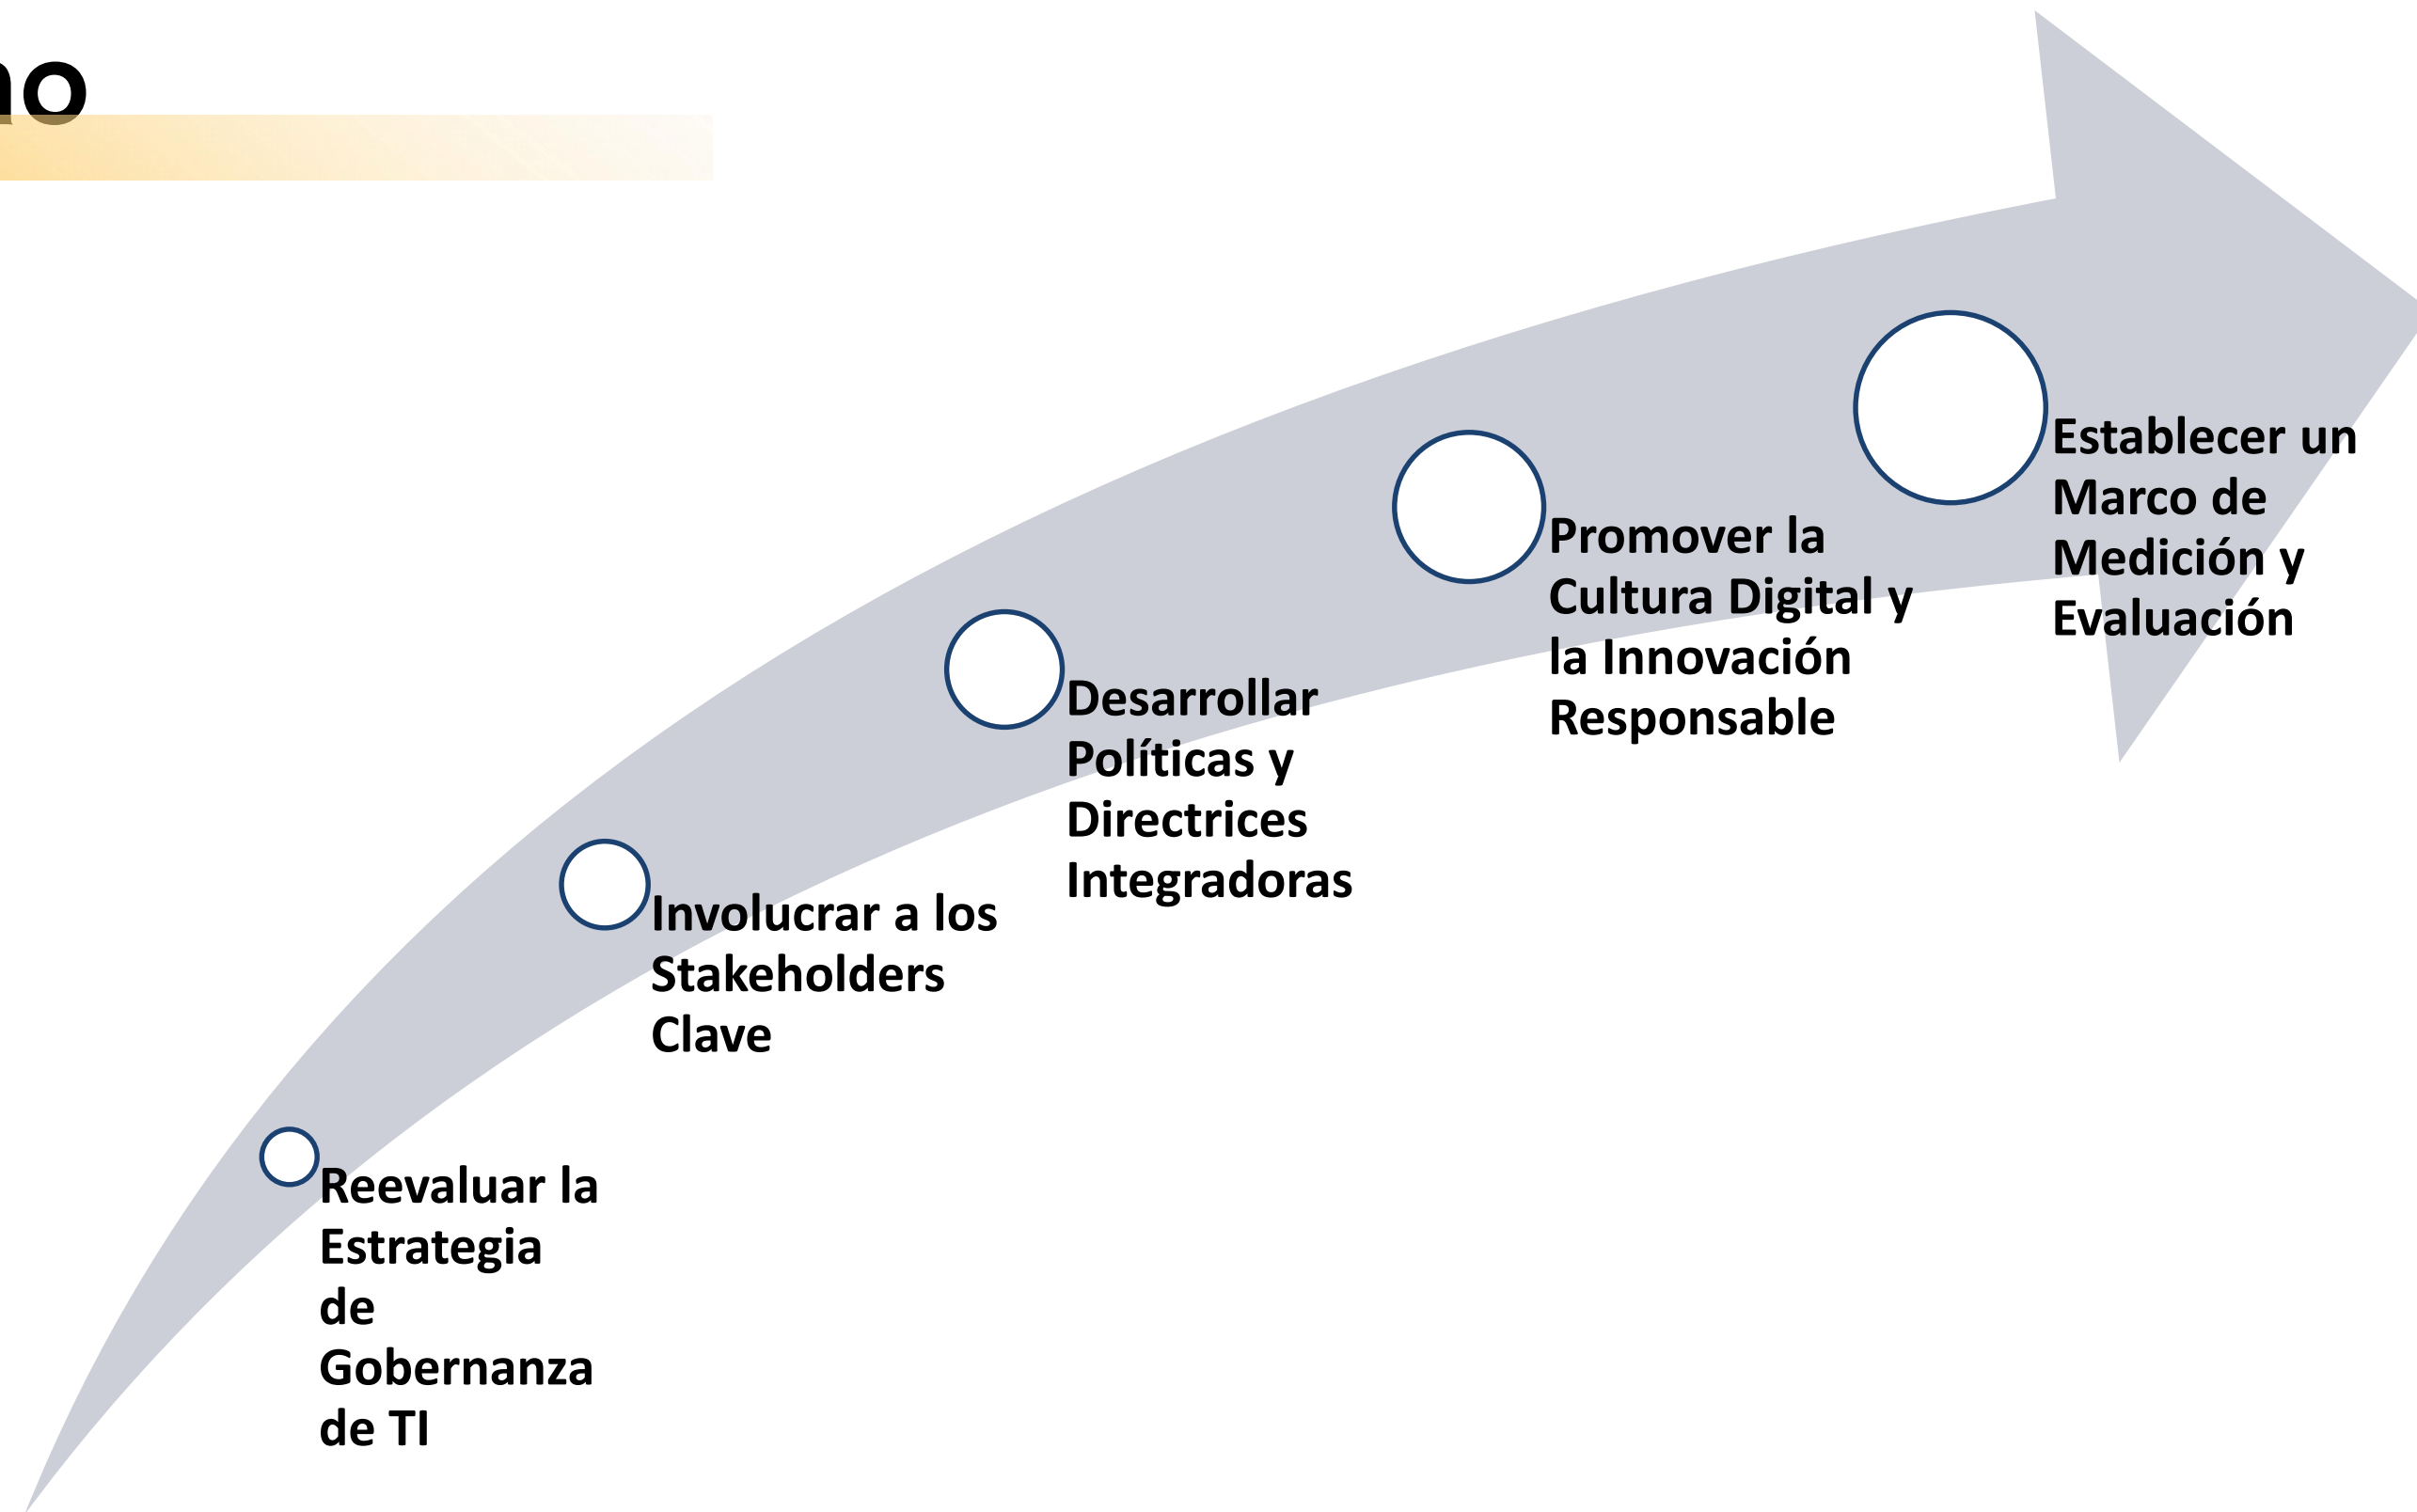 Reevaluar la
Estrategia
de
Gobernanza
de TI
Involucrar a los
Stakeholders
Clave
Desarrollar
Políticas y
Directrices
Integradoras
Promover la
Cultura Digital y
la Innovación
Responsable
Establecer un
Marco de
Medición y
Evaluación